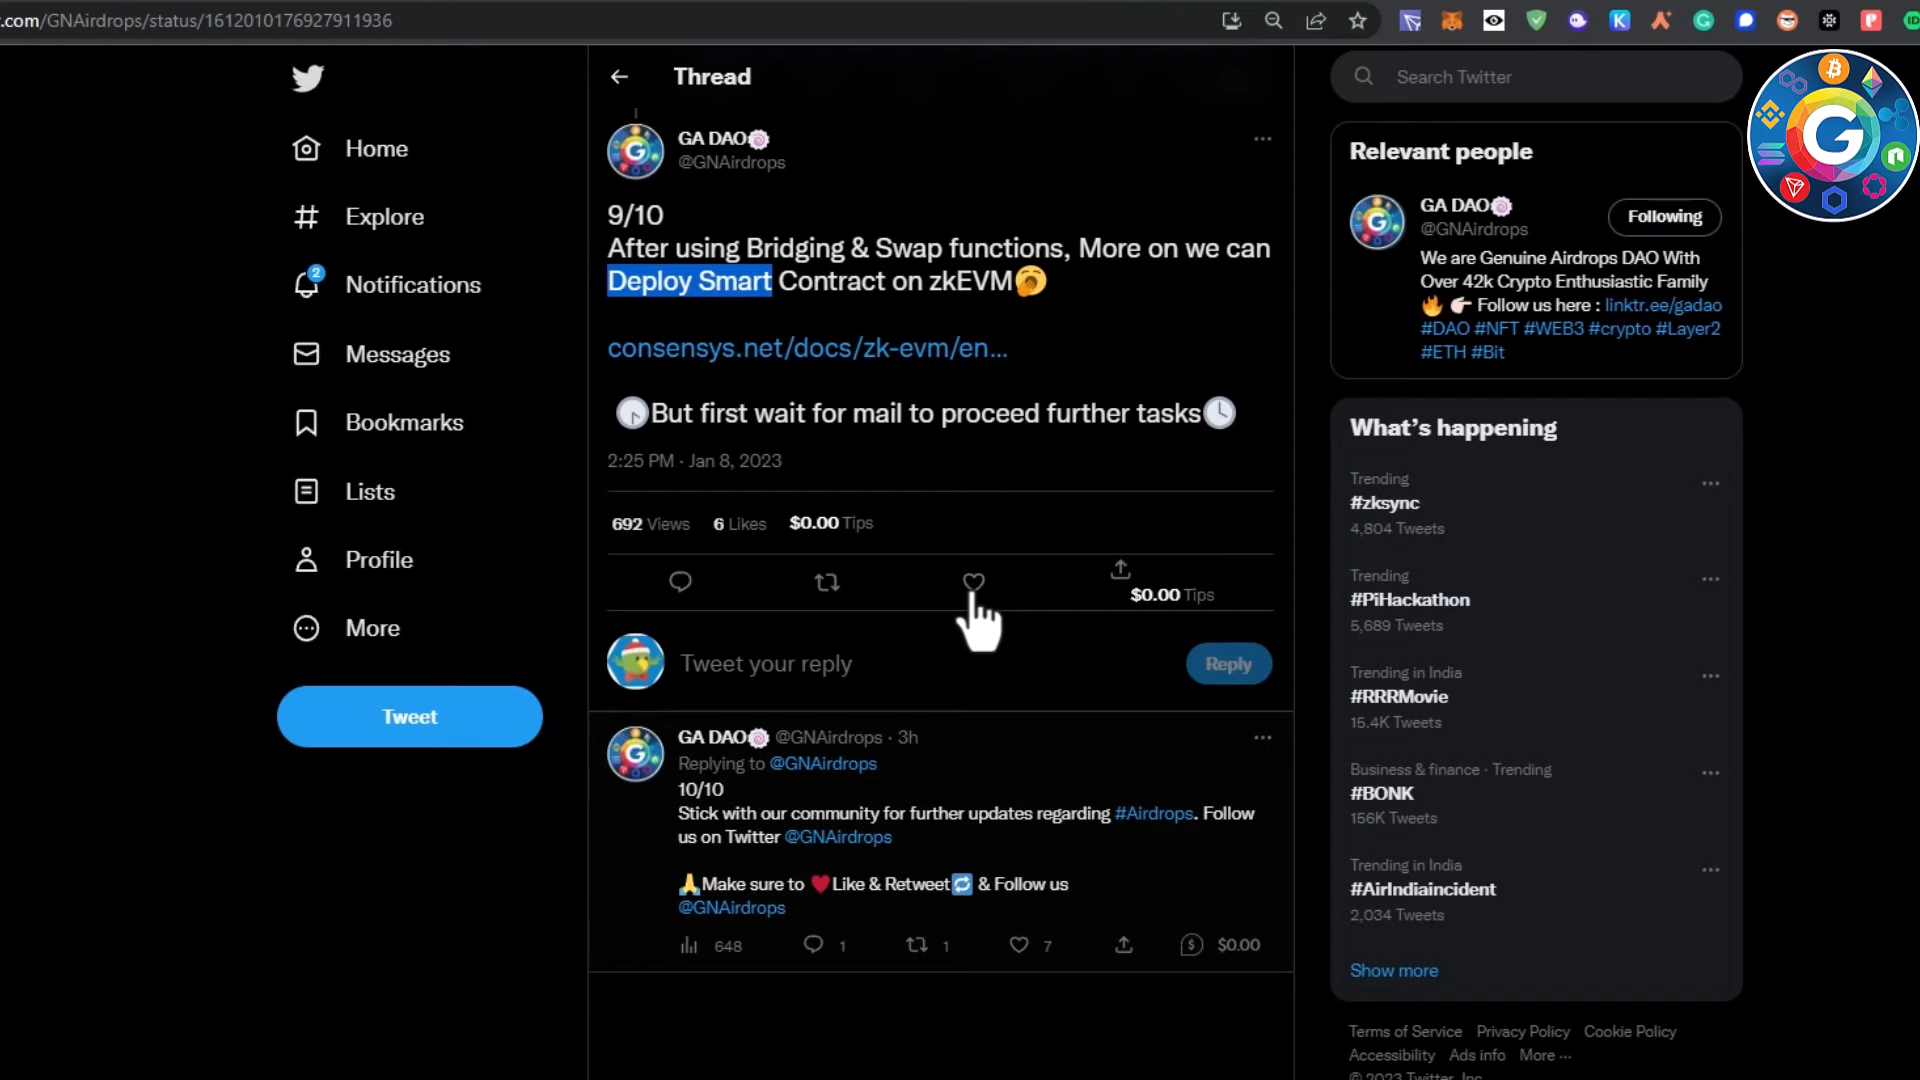 .com/GNAirdrops/status/1612010176927911936
Home
Explore
2
Notifications
Messages
Bookmarks
Lists
Profile
More
Tweet
Thread
GA DAO
@GNAirdrops
9/10
After using Bridging & Swap functions, More on we can
Deploy Smart Contract on zkEVM
consensys.net/docs/zk-evm/en...
But first wait for mail to proceed further tasks
2:25 PM · Jan 8, 2023
692 Views 6 Likes $0.00 Tips
$0.00 Tips
Tweet your reply
Reply
GA DAO @GNAirdrops · 3h
Replying to @GNAirdrops
10/10
Stick with our community for further updates regarding #Airdrops. Follow
us on Twitter @GNAirdrops
Make sure to Like & Retweet & Follow us
@GNAirdrops
648 1 1 7 $0.00
Search Twitter
Relevant people
GA DAO
@GNAirdrops
Following
We are Genuine Airdrops DAO With
Over 42k Crypto Enthusiastic Family
Follow us here : linktr.ee/gadao
#DAO #NFT #WEB3 #crypto #Layer2
#ETH #Bit
What's happening
Trending
#zksync
4,804 Tweets
Trending
#PiHackathon
5,689 Tweets
Trending in India
#RRRMovie
15.4K Tweets
Business & finance · Trending
#BONK
156K Tweets
Trending in India
#AirIndiaincident
2,034 Tweets
Show more
Terms of Service Privacy Policy Cookie Policy
Accessibility Ads info More ...
© 2023 Twitter, Inc.